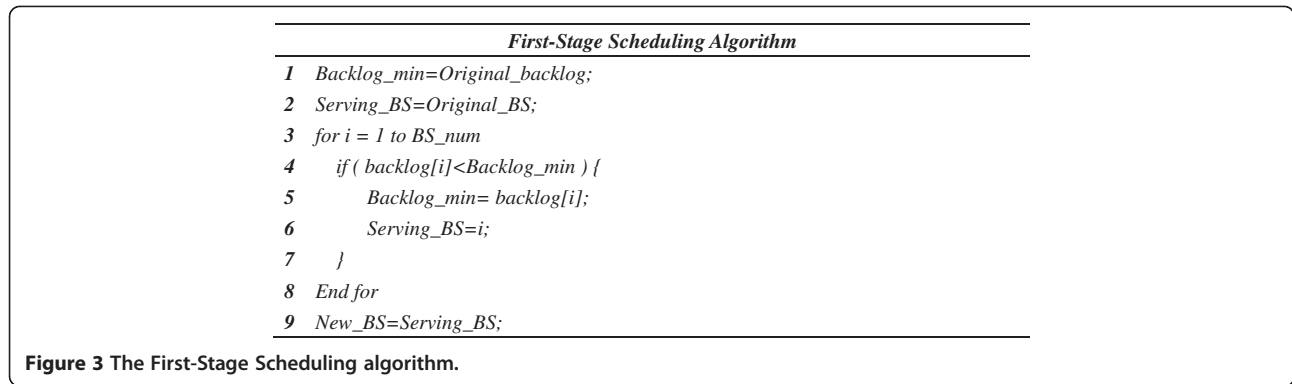 First-Stage Scheduling Algorithm
1 Backlog_min=Original_backlog;
2 Serving_BS=Original_BS;
3 for i = 1 to BS_num
4 if ( backlog[i]<Backlog_min ) {
5 Backlog_min= backlog[i];
6 Serving_BS=i;
7 }
8 End for
9 New_BS=Serving_BS;
Figure 3 The First-Stage Scheduling algorithm.